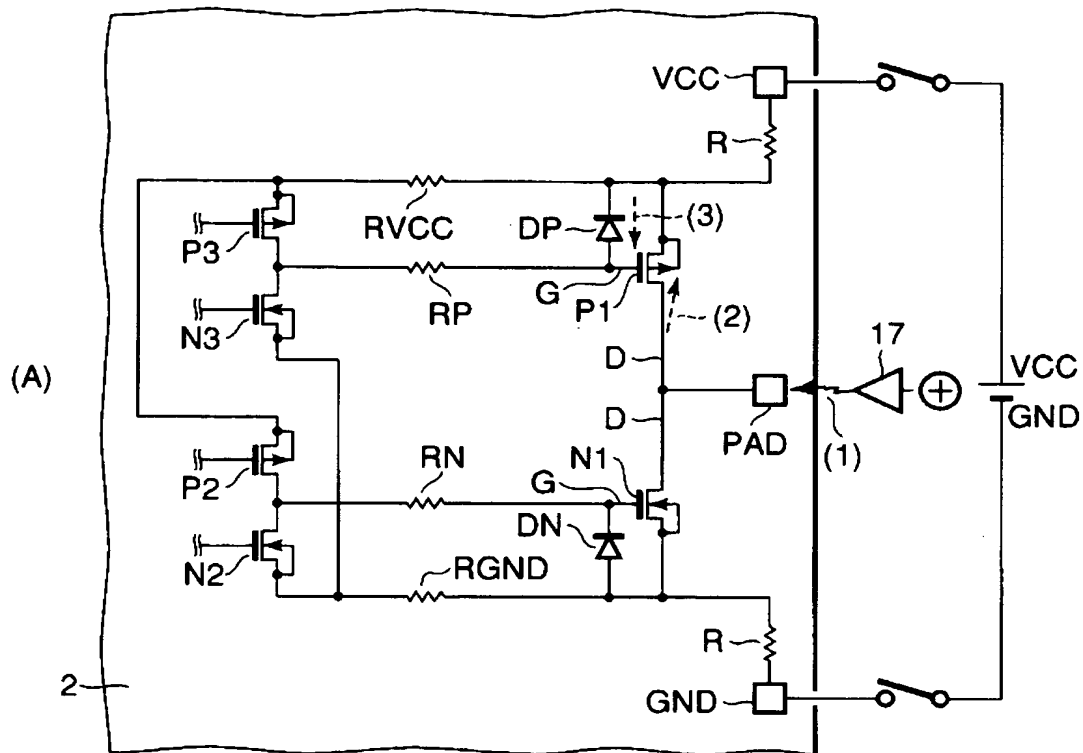 VCC
R
RVCC
DP
(3)
P3
G
P1
RP
(2)
N3
17
D
(A)
VCC
+
GND
D
PAD
(1)
RN
N1
P2
G
DN
N2
RGND
R
2
GND